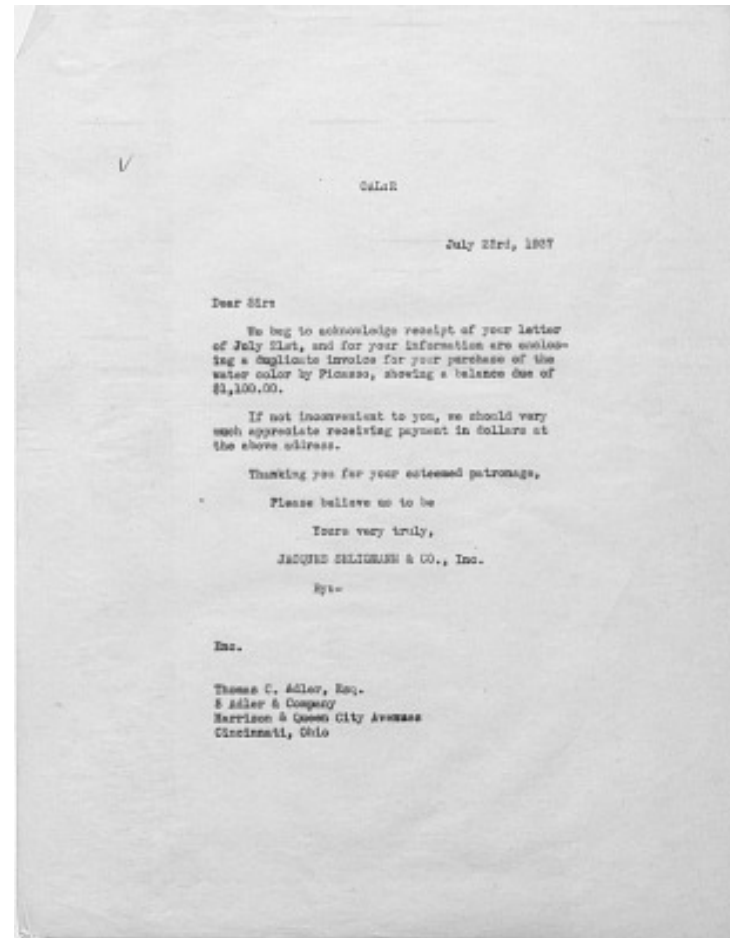 July 23rd, 1937
Dear Sir:
We beg to acknowledge receipt of your letter
of July 21st, and for your information are enclos-
ing a duplicate invoice for your purchase of the
water color by Picasso, showing a balance due of
$1,100.00.
If not inconvenient to you, we should very
much appreciate receiving payment in dollars at
the above address.
Thanking you for your esteemed patronage,
Please believe us to be
Yours very truly,
JACQUES SELIGMANN & CO., Inc.
By:-
Enc.
Thomas C. Adler, Esq.
Adler & Company
Harrison & Queen City Avenues
Cincinnati, Ohio